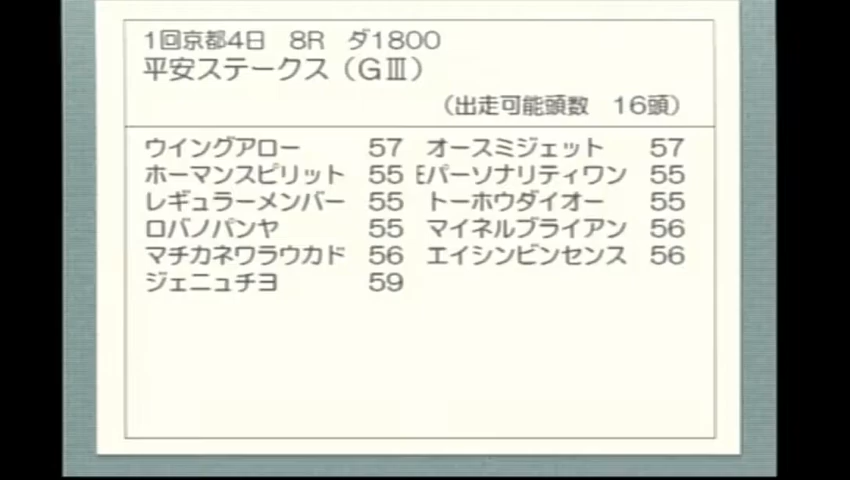 1回京都4日 8R ダ1800
平安ステークス(GⅢ)
(出走可能頭数 16頭)
ウイングアロー 57 オースミジェット 57
ホーマンスピリット 55 Eパーソナリティワン 55
レギュラーメンバー 55 トーホウダイオー 55
ロバノパンヤ 55 マイネルブライアン 56
マチカネワラウカド 56 エイシンビンセンス 56
ジェニュチヨ 59